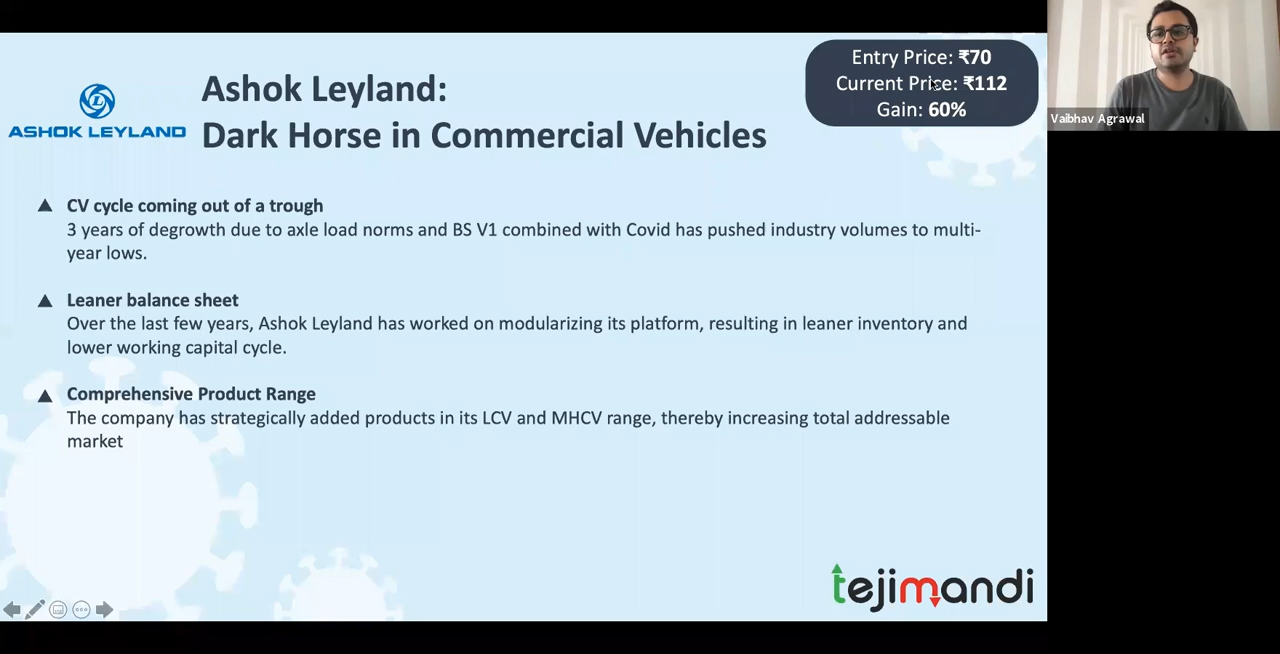 Entry Price: ₹70
Current Price: ₹112
Gain: 60%
Vaibhav Agrawal
ASHOK LEYLAND
Ashok Leyland:
Dark Horse in Commercial Vehicles
CV cycle coming out of a trough
3 years of degrowth due to axle load norms and BS V1 combined with Covid has pushed industry volumes to multi-
year lows.
Leaner balance sheet
Over the last few years, Ashok Leyland has worked on modularizing its platform, resulting in leaner inventory and
lower working capital cycle.
Comprehensive Product Range
The company has strategically added products in its LCV and MHCV range, thereby increasing total addressable
market
tejimandi